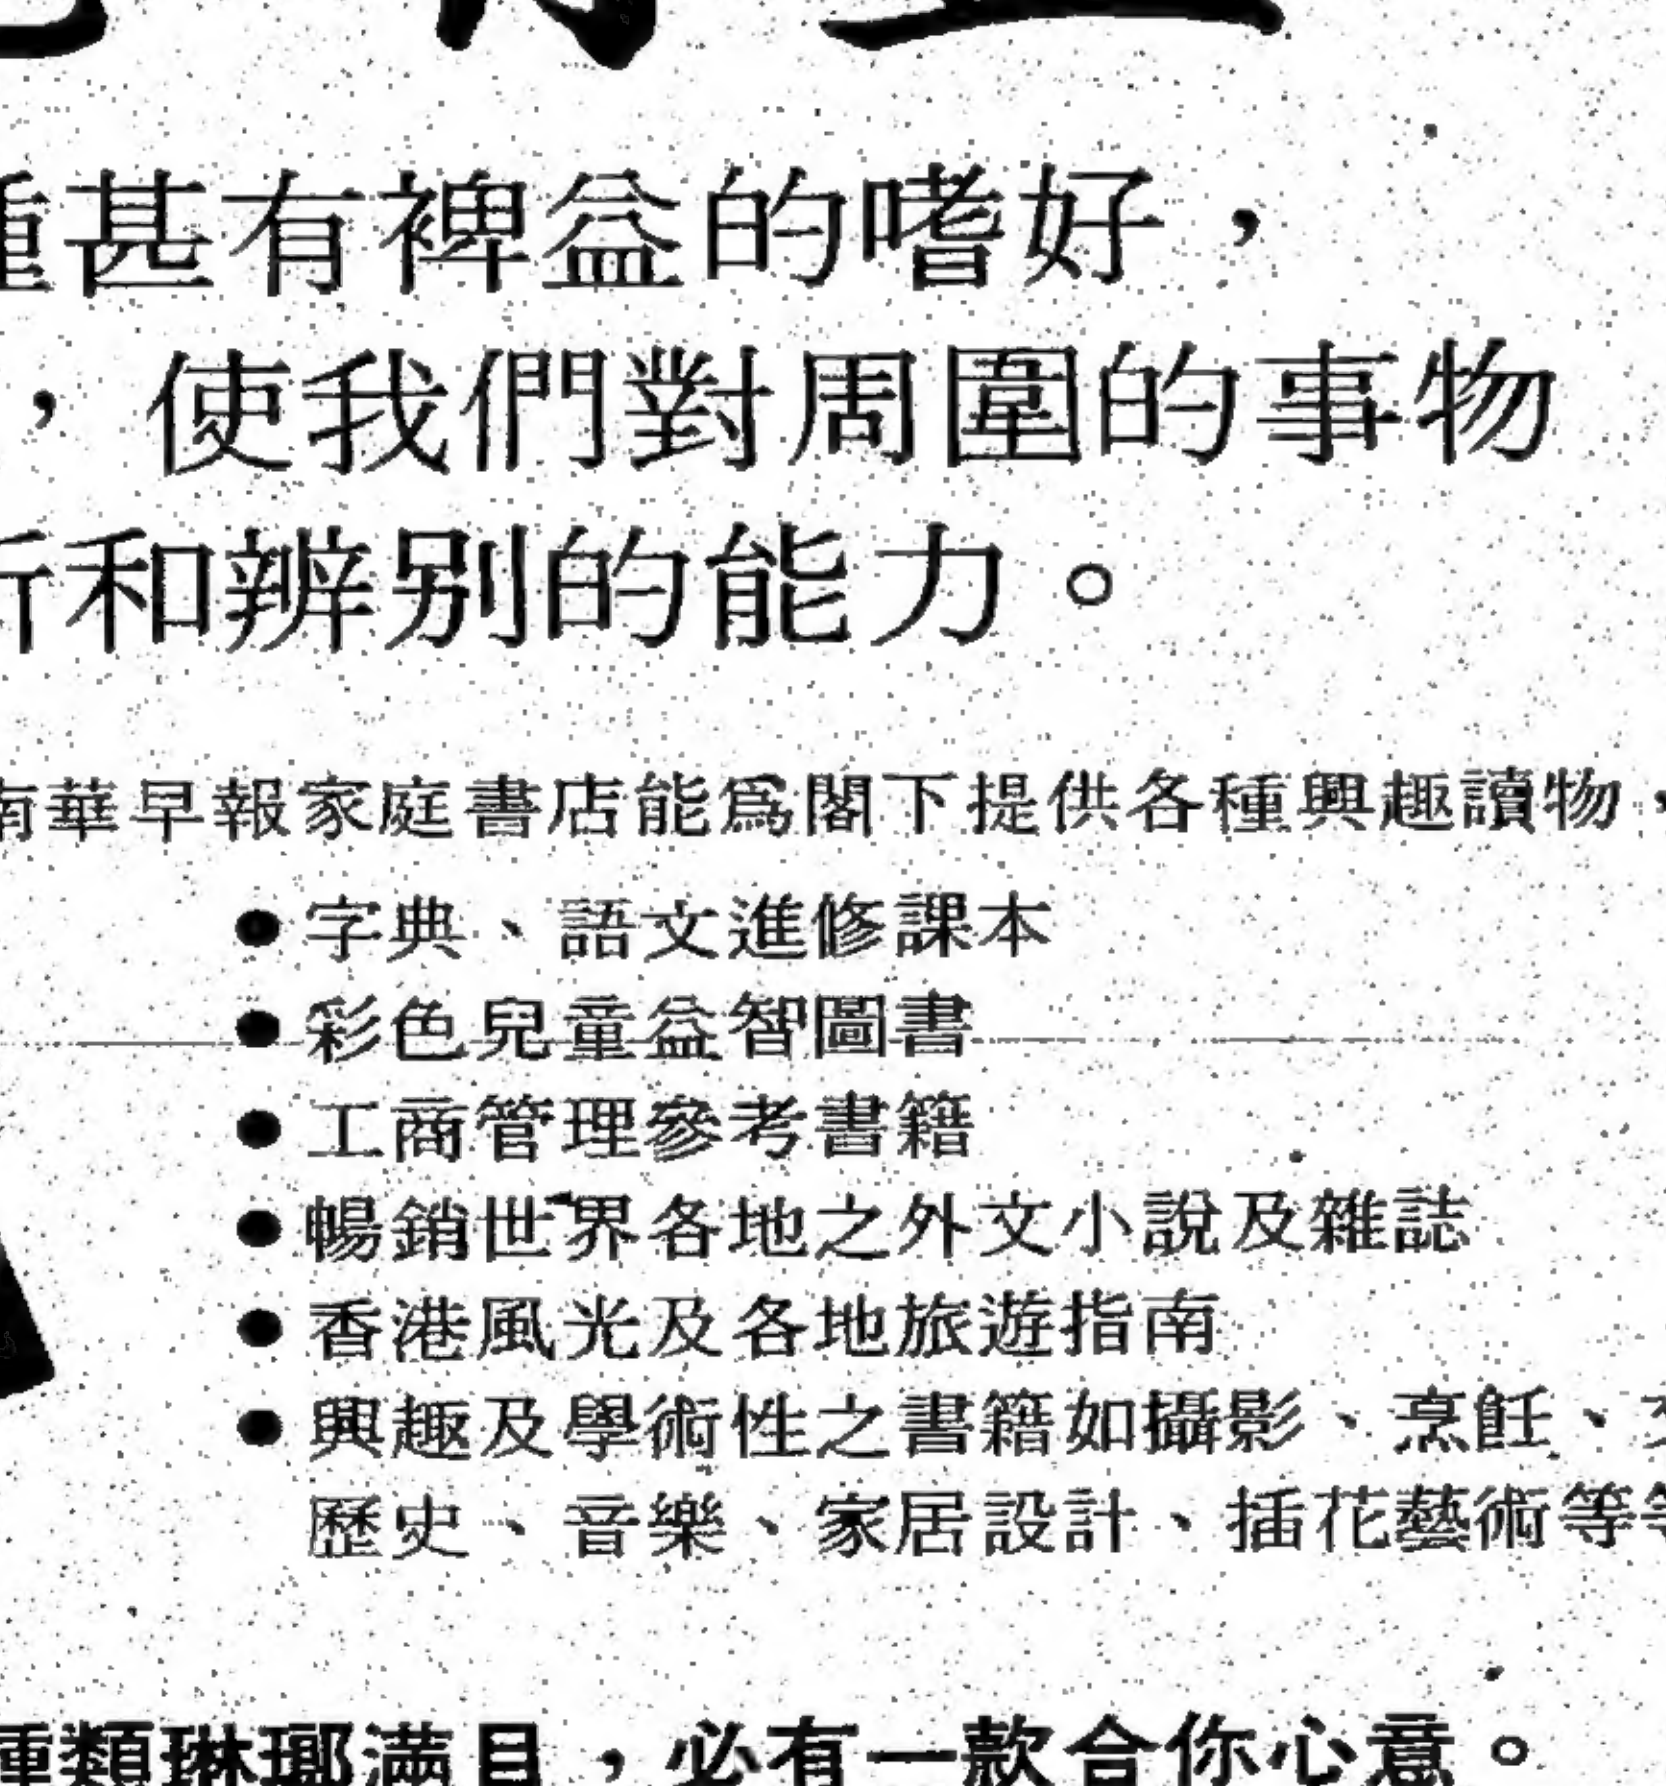 種甚有裨益的嗜好，
，使我們對周圍的事物
和辨别的能力。
南華早報家庭書店能爲閣下提供各種興趣讀物，
●字典、語文進修課本
●彩色兒童益智圖書
●工商管理參考書籍
●暢銷世界各地之外文小說及雜誌
●香港風光及各地旅遊指南
●興趣及學術性之書籍如攝影、烹飪、
歷史、音樂、家居設計、插花藝術等等
種類琳瑯滿目，必有一款合你心意。